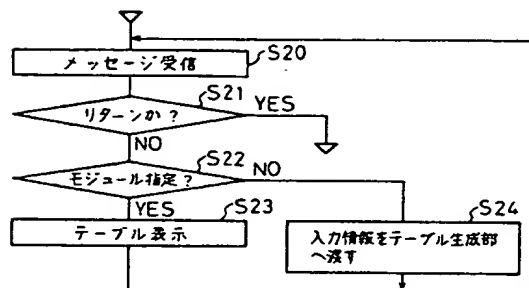 メッセージ受信
S20
リターンか？
S21
YES
NO
モジュール指定？
S22
NO
YES
テーブル表示
S23
S24
入力情報をテーブル生成部
へ渡す